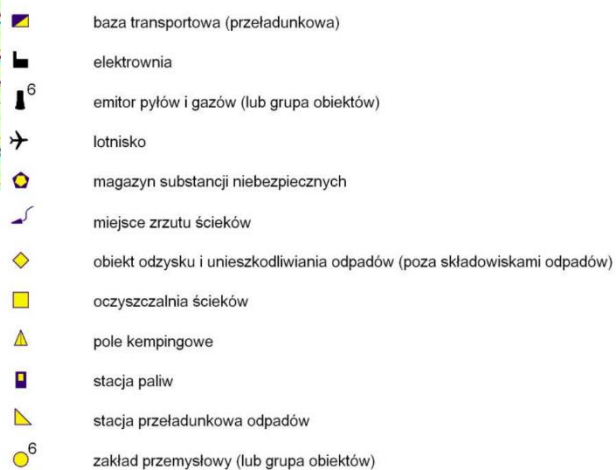 baza transportowa (przeładunkowa)
elektrownia
6 emitor pyłów i gazów (lub grupa obiektów)
lotnisko
magazyn substancji niebezpiecznych
miejsce zrzutu ścieków
obiekt odzysku i unieszkodliwiania odpadów (poza składowiskami odpadów)
oczyszczalnia ścieków
pole kempingowe
stacja paliw
stacja przeładunkowa odpadów
6 zakład przemysłowy (lub grupa obiektów)